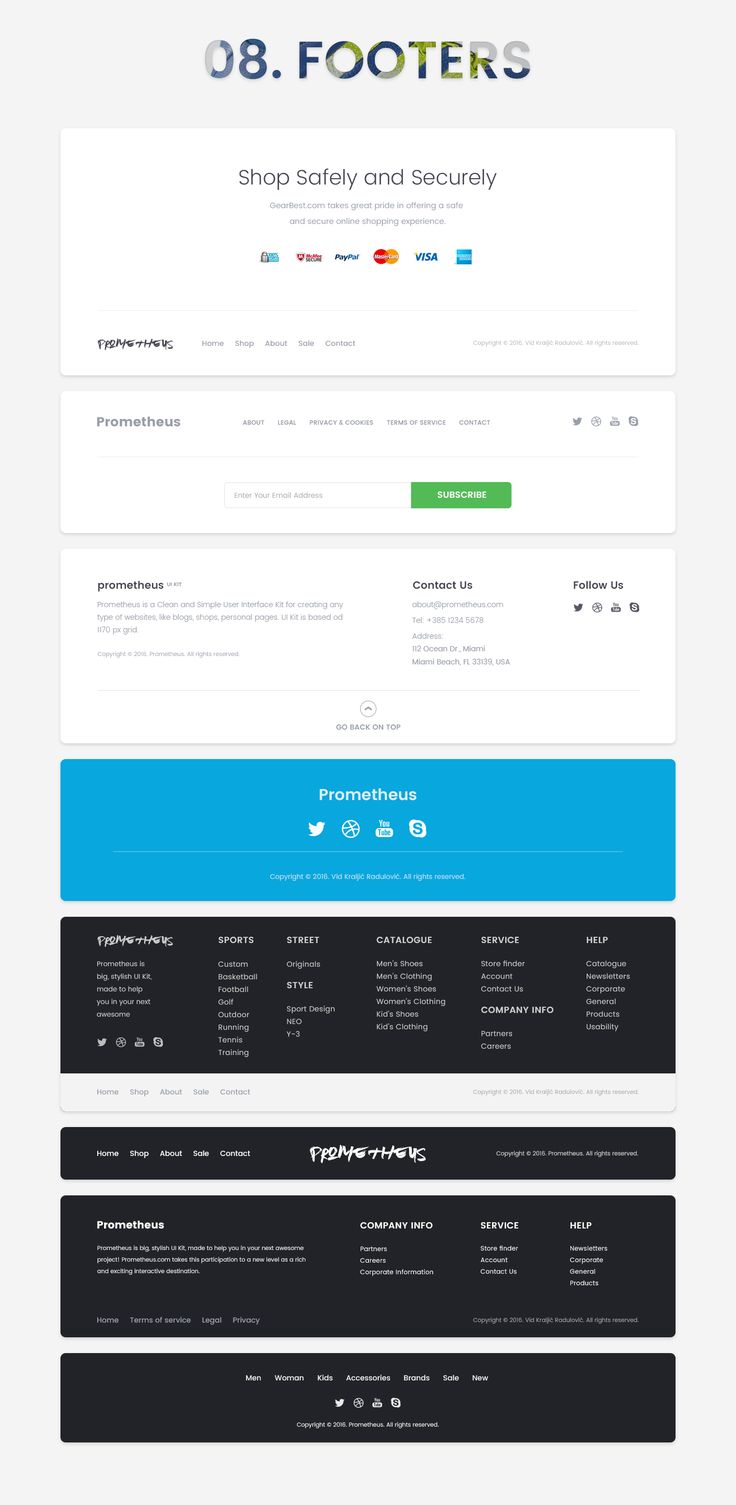 08. FOOTERS
Shop Safely and Securely
GearBest.com takes great pride in offering a safe
and secure online shopping experience.
McAfee SECURE PayPal MasterCard VISA
PROMETHEUS Home Shop About Sale Contact Copyright © 2016. Vid Kraljić Radulović. All rights reserved.
Prometheus ABOUT LEGAL PRIVACY & COOKIES TERMS OF SERVICE CONTACT You Tube
Enter Your Email Address SUBSCRIBE
prometheus UI KIT
Prometheus is a Clean and Simple User Interface Kit for creating any
type of websites, like blogs, shops, personal pages. UI Kit is based od
1170 px grid.
Copyright © 2016. Prometheus. All rights reserved.
Contact Us
about@prometheus.com
Tel: +385 1234 5678
Address:
112 Ocean Dr., Miami
Miami Beach, FL 33139, USA
Follow Us
You Tube
GO BACK ON TOP
Prometheus
You Tube
Copyright © 2016. Vid Kraljić Radulović. All rights reserved.
PROMETHEUS
Prometheus is
big, stylish UI Kit,
made to help
you in your next
awesome
You Tube
SPORTS
Custom
Basketball
Football
Golf
Outdoor
Running
Tennis
Training
STREET
Originals
STYLE
Sport Design
NEO
Y-3
CATALOGUE
Men's Shoes
Men's Clothing
Women's Shoes
Women's Clothing
Kid's Shoes
Kid's Clothing
SERVICE
Store finder
Account
Contact Us
COMPANY INFO
Partners
Careers
HELP
Catalogue
Newsletters
Corporate
General
Products
Usability
Home Shop About Sale Contact Copyright © 2016. Vid Kraljić Radulović. All rights reserved.
Home Shop About Sale Contact PROMETHEUS Copyright © 2016. Prometheus. All rights reserved.
Prometheus
Prometheus is big, stylish UI Kit, made to help you in your next awesome
project! Prometheus.com takes this participation to a new level as a rich
and exciting interactive destination.
COMPANY INFO
Partners
Careers
Corporate Information
SERVICE
Store finder
Account
Contact Us
HELP
Newsletters
Corporate
General
Products
Home Terms of service Legal Privacy Copyright © 2016. Vid Kraljić Radulović. All rights reserved.
Men Woman Kids Accessories Brands Sale New
You Tube
Copyright © 2016. Prometheus. All rights reserved.